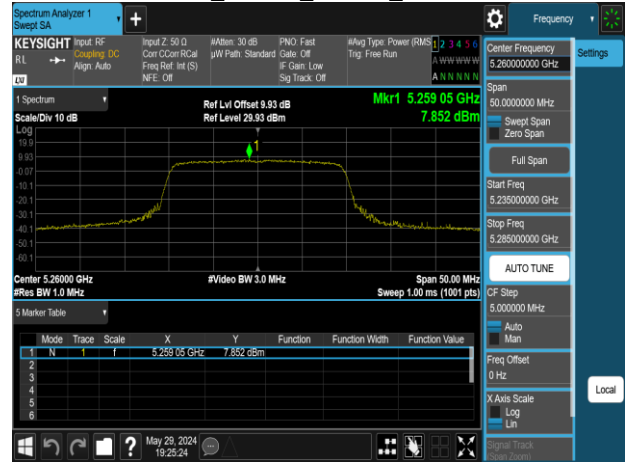 Spectrum Analyzer 1
Swept SA
+
Frequency
KEYSIGHT Input: RF Input Z: 50 Ω #Atten: 30 dB PNO: Fast #Avg Type: Power (RMS 1 2 3 4 5 6
RL Coupling: DC Corr CCorr RCal µW Path: Standard Gate: Off Trig: Free Run A W W W W W
Align: Auto Freq Ref: Int (S) IF Gain: Low
LXI NFE: Off Sig Track: Off A N N N N N
1 Spectrum
Scale/Div 10 dB
Ref Lvl Offset 9.93 dB
Ref Level 29.93 dBm
Mkr1 5.259 05 GHz
7.852 dBm
Log
1
19.9
9.93
-0.07
-10.1
-20.1
-30.1
-40.1
-50.1
-60.1
Center 5.26000 GHz #Video BW 3.0 MHz Span 50.00 MHz
#Res BW 1.0 MHz Sweep 1.00 ms (1001 pts)
5 Marker Table
Mode Trace Scale X Y Function Function Width Function Value
1 N 1 f 5.259 05 GHz 7.852 dBm
2
3
4
5
6
? May 29, 2024
19:25:24
Center Frequency
5.260000000 GHz
Settings
Span
50.0000000 MHz
Swept Span
Zero Span
Full Span
Start Freq
5.235000000 GHz
Stop Freq
5.285000000 GHz
AUTO TUNE
CF Step
5.000000 MHz
Auto
Man
Freq Offset
0 Hz
X Axis Scale
Log
Lin
Local
Signal Track
(Span Zoom)